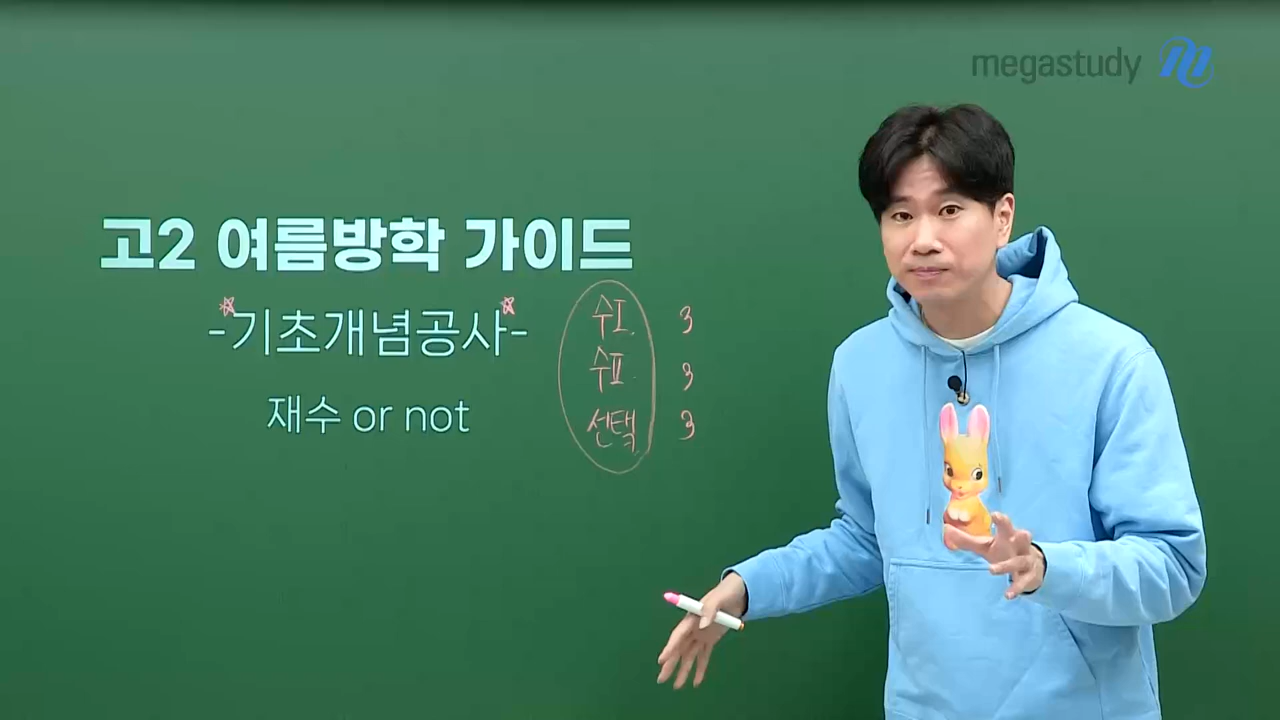 megastudy
고2 여름방학 가이드
-기초개념공사-
재수 or not
수Ⅰ 3
수Ⅱ 3
선택 3